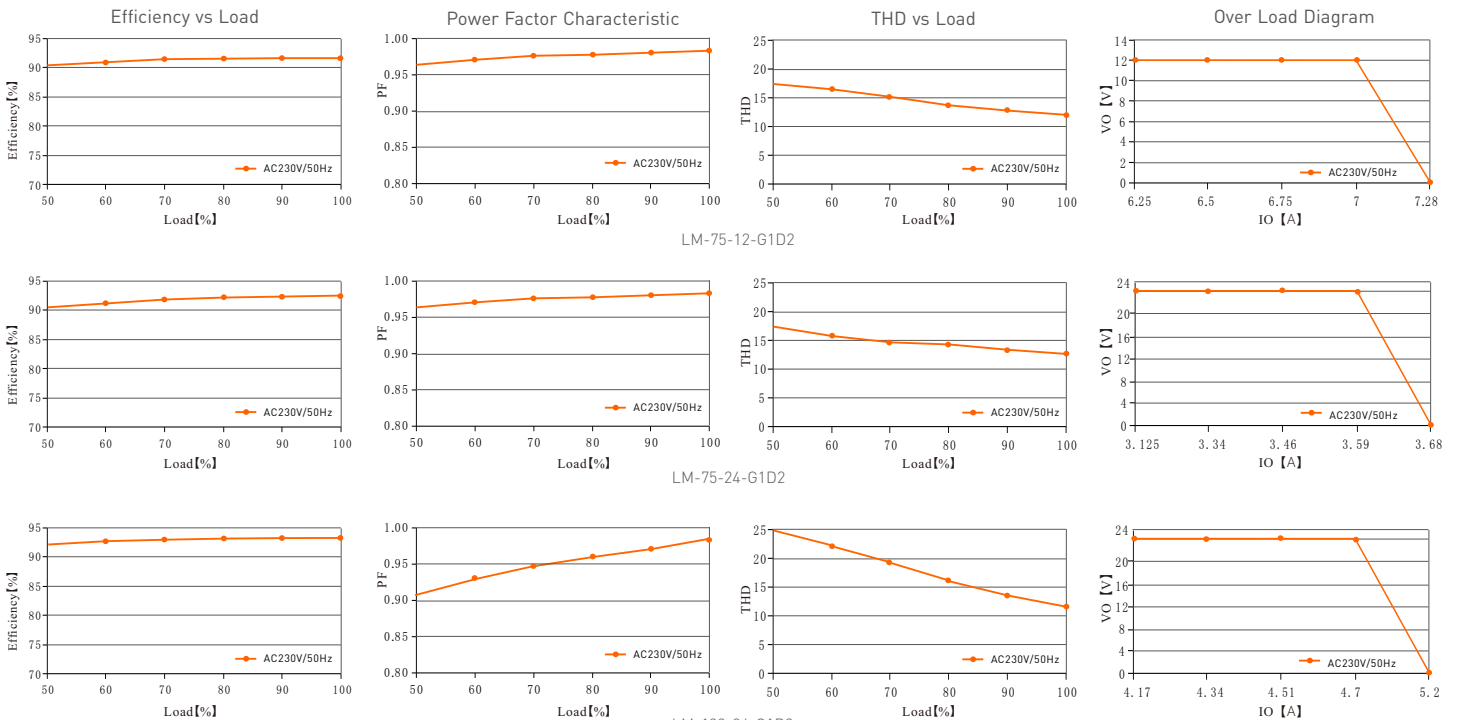 Efficiency vs Load
Power Factor Characteristic
THD vs Load
Over Load Diagram
95
90
85
80
75
70
Efficiency【%】
AC230V/50Hz
50 60 70 80 90 100
Load【%】
1.00
0.95
0.90
0.85
0.80
PF
AC230V/50Hz
50 60 70 80 90 100
Load【%】
25
20
15
10
5
0
THD
AC230V/50Hz
50 60 70 80 90 100
Load【%】
14
12
10
8
6
4
2
0
VO【V】
AC230V/50Hz
6.25 6.5 6.75 7 7.28
IO【A】
LM-75-12-G1D2
95
90
85
80
75
70
Efficiency【%】
AC230V/50Hz
50 60 70 80 90 100
Load【%】
1.00
0.95
0.90
0.85
0.80
PF
AC230V/50Hz
50 60 70 80 90 100
Load【%】
25
20
15
10
5
0
THD
AC230V/50Hz
50 60 70 80 90 100
Load【%】
24
20
16
12
8
4
0
VO【V】
AC230V/50Hz
3.125 3.34 3.46 3.59 3.68
IO【A】
LM-75-24-G1D2
95
90
85
80
75
70
Efficiency【%】
AC230V/50Hz
50 60 70 80 90 100
Load【%】
1.00
0.95
0.90
0.85
0.80
PF
AC230V/50Hz
50 60 70 80 90 100
Load【%】
25
20
15
10
5
0
THD
AC230V/50Hz
50 60 70 80 90 100
Load【%】
24
20
16
12
8
4
0
VO【V】
AC230V/50Hz
4.17 4.34 4.51 4.7 5.2
IO【A】